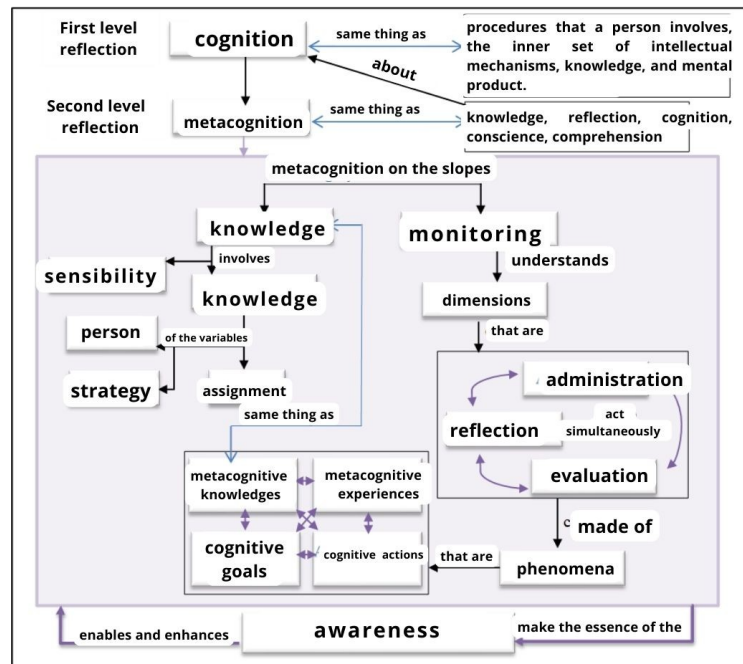 First level
reflection
cognition
same thing as
procedures that a person involves,
the inner set of intellectual
mechanisms, knowledge, and mental
product.
about
Second level
reflection
metacognition
same thing as
knowledge, reflection, cognition,
conscience, comprehension
metacognition on the slopes
knowledge
monitoring
involves
understands
sensibility
knowledge
dimensions
person
of the variables
that are
strategy
assignment
administration
same thing as
reflection
act
simultaneously
evaluation
metacognitive
knowledges
metacognitive
experiences
made of
cognitive
goals
cognitive actions
that are
phenomena
enables and enhances
awareness
make the essence of the